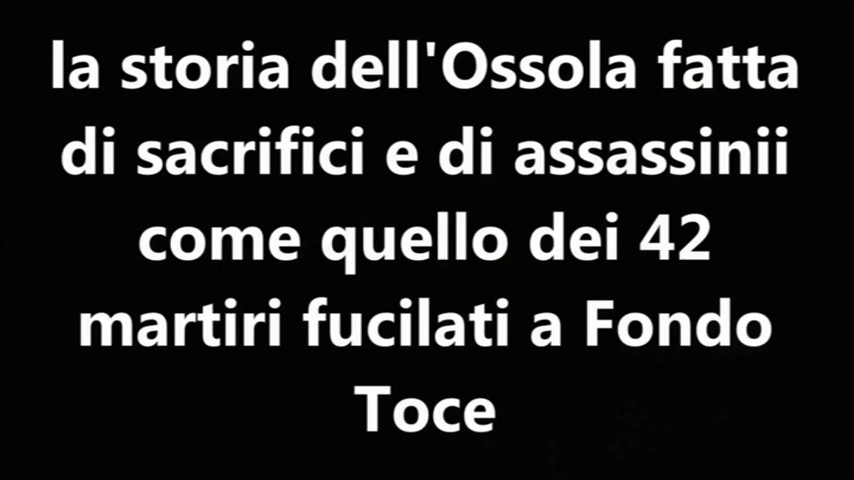 la storia dell'Ossola fatta
di sacrifici e di assassinii
come quello dei 42
martiri fucilati a Fondo
Toce